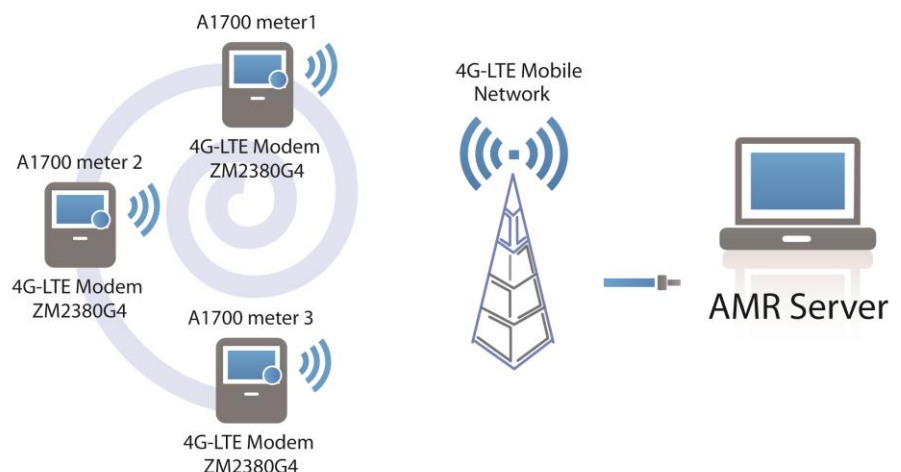 A1700 meter1
4G-LTE Modem
ZM2380G4
A1700 meter 2
4G-LTE Modem
ZM2380G4
A1700 meter 3
4G-LTE Modem
ZM2380G4
4G-LTE Mobile
Network
AMR Server